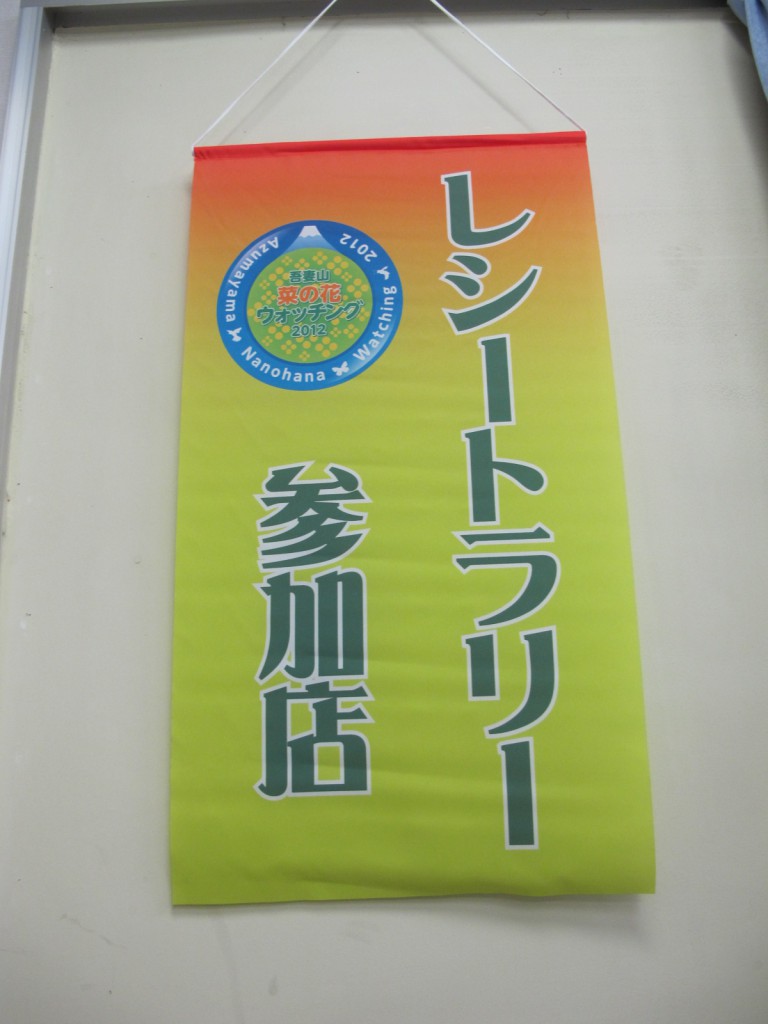 レシートラリー
参加店
Azumayama Nanohana Watching 2012
吾妻山
菜の花
ウォッチング
2012